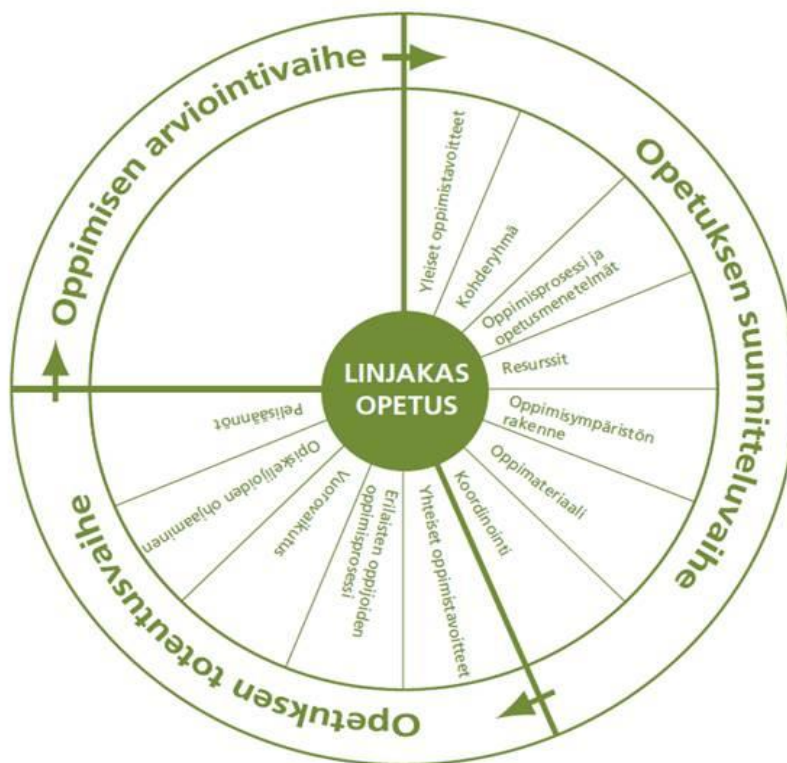 Oppimisen arviointivaihe
Opetuksen suunnitteluvaihe
Opetuksen toteutusvaihe
LINJAKAS
OPETUS
Yleiset oppimistavoitteet
Kohderyhmä
Oppimisprosessi ja
opetusmenetelmät
Resurssit
Oppimisympäristön
rakenne
Oppimateriaali
Koordinointi
Yhteiset oppimistavoitteet
Erilaisten oppijoiden
oppimisprosessi
Vuorovaikutus
Opiskelijoiden ohjaaminen
Pelisäännöt